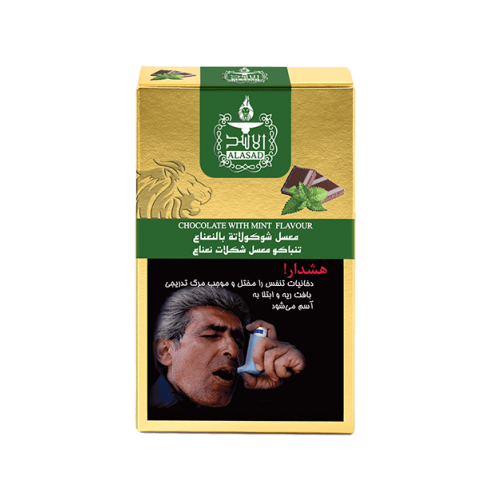 الاسد
ALASAD
CHOCOLATE WITH MINT FLAVOUR
معسل شوكولاتة بالنعناع
تنباکو معسل شکلات نعناع
هشدار!
دخانیات تنفس را مختل و موجب مرگ تدریجی
بافت ریه و ابتلا به
آسم می‌شود